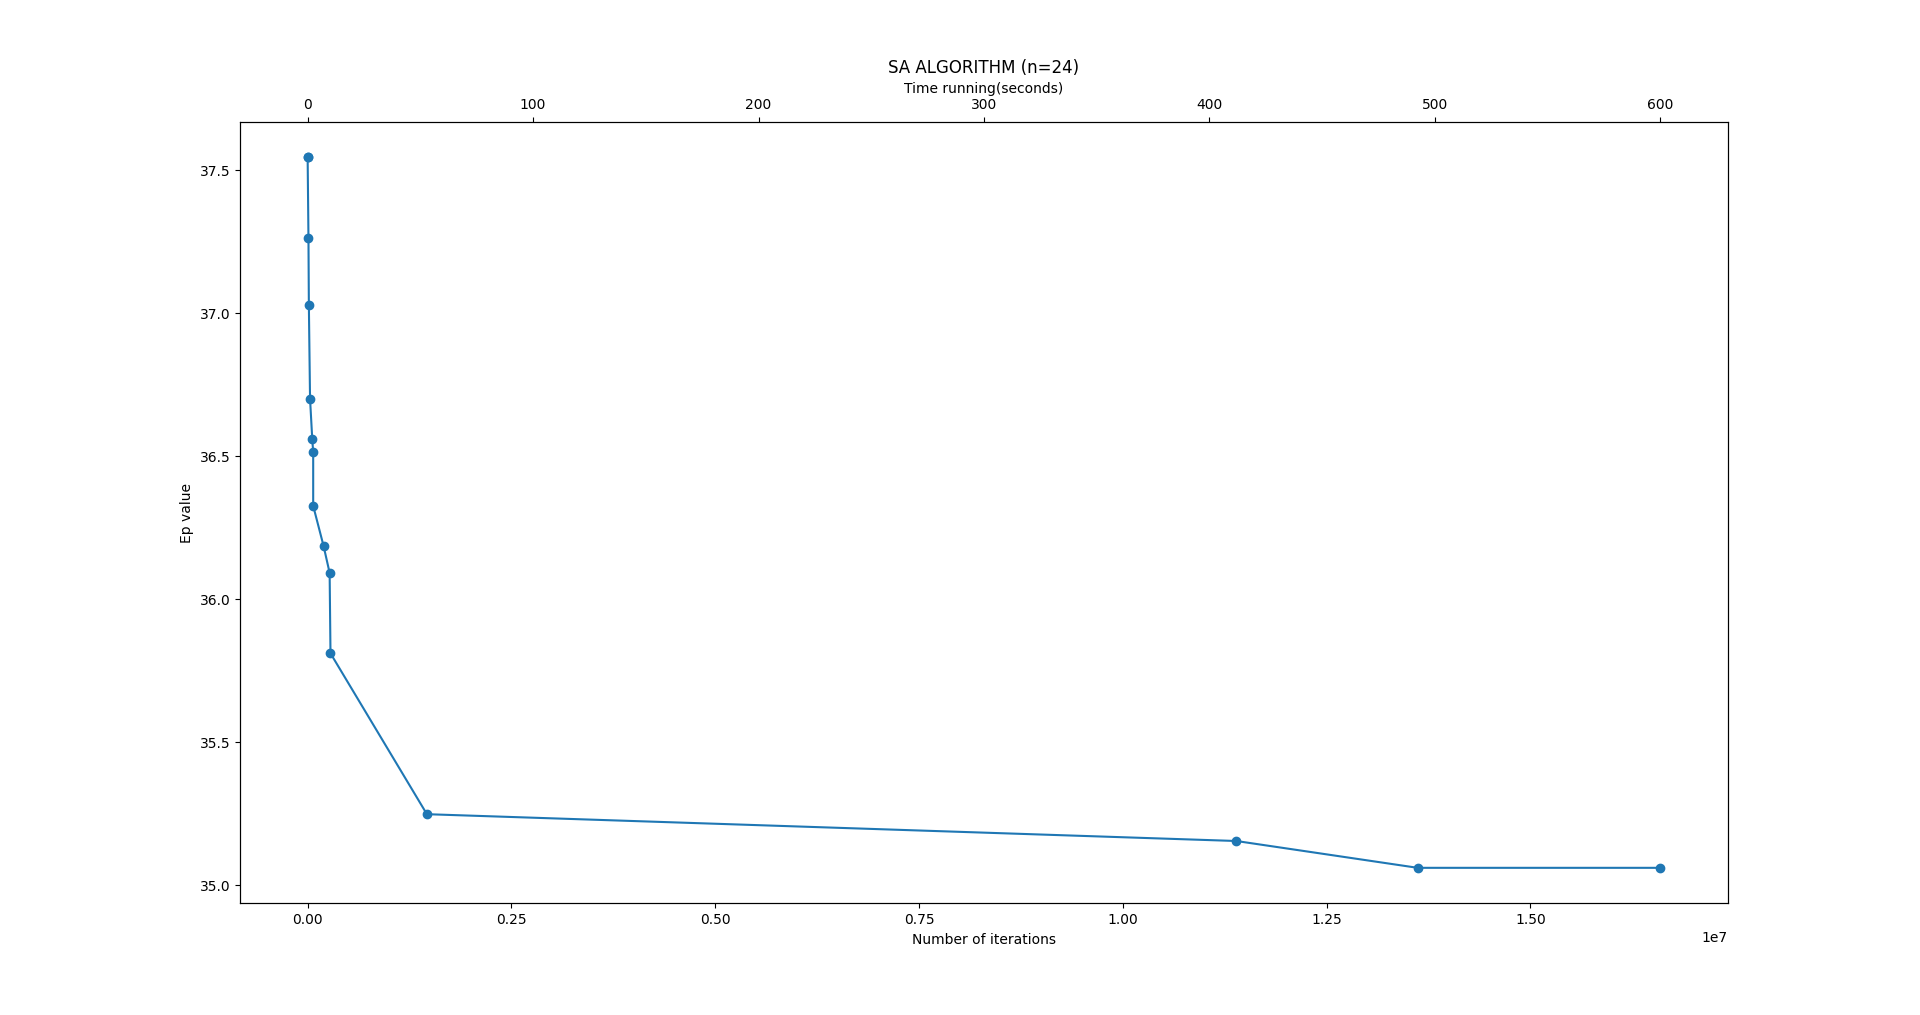 SA ALGORITHM (n=24)
Time running(seconds)
0 100 200 300 400 500 600
37.5
37.0
36.5
36.0
35.5
35.0
Ep value
0.00 0.25 0.50 0.75 1.00 1.25 1.50
Number of iterations
1e7